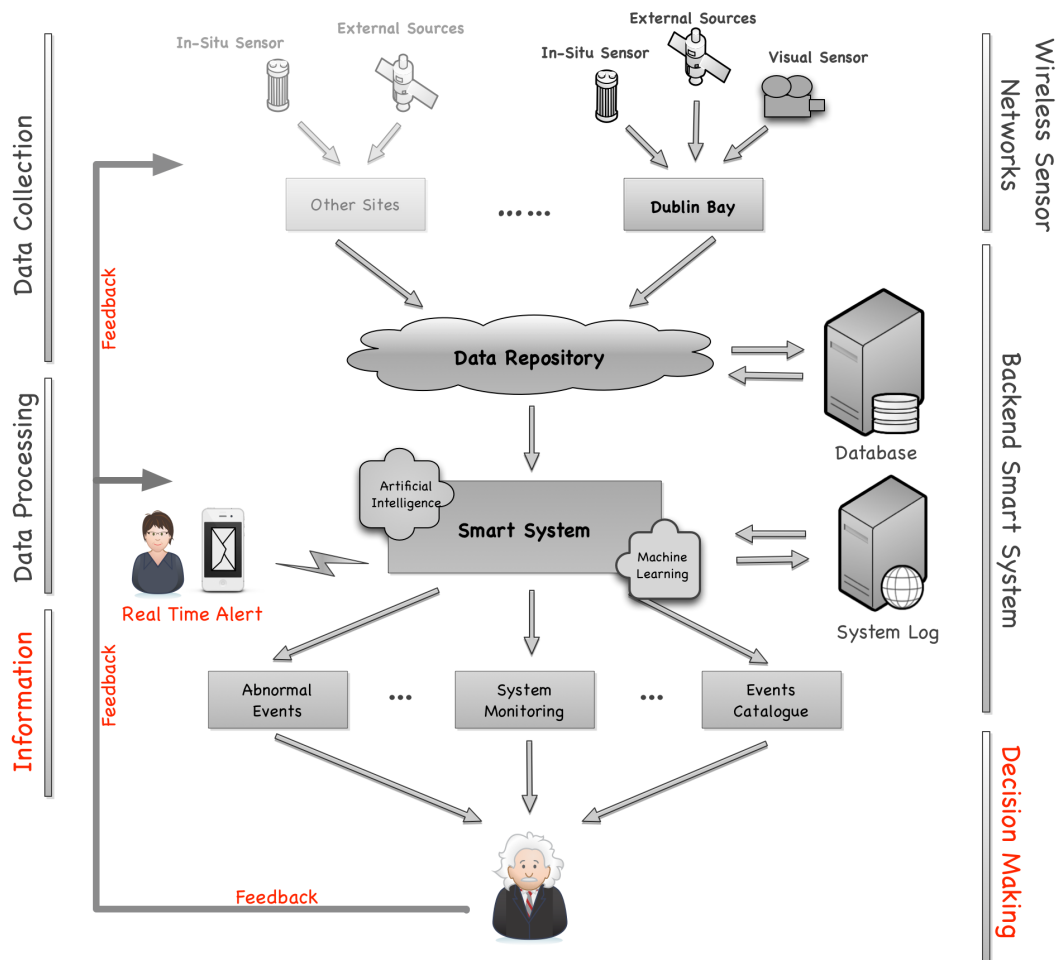 External Sources
In-Situ Sensor
External Sources
In-Situ Sensor
Visual Sensor
Wireless Sensor
Networks
Data Collection
Other Sites
......
Dublin Bay
Feedback
Data Repository
Database
Backend Smart System
Data Processing
Artificial
Intelligence
Smart System
Machine
Learning
Real Time Alert
System Log
Information
Feedback
Abnormal
Events
...
System
Monitoring
...
Events
Catalogue
Decision Making
Feedback